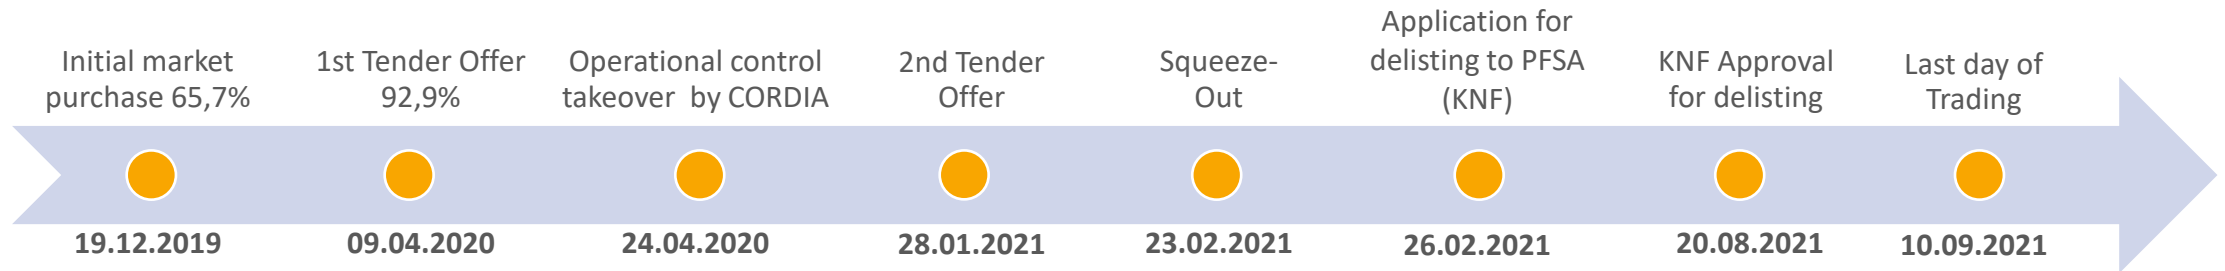 Initial market
purchase 65,7%
19.12.2019
1st Tender Offer
92,9%
09.04.2020
Operational control
takeover by CORDIA
24.04.2020
2nd Tender
Offer
28.01.2021
Squeeze-
Out
23.02.2021
Application for
delisting to PFSA
(KNF)
26.02.2021
KNF Approval
for delisting
20.08.2021
Last day of
Trading
10.09.2021